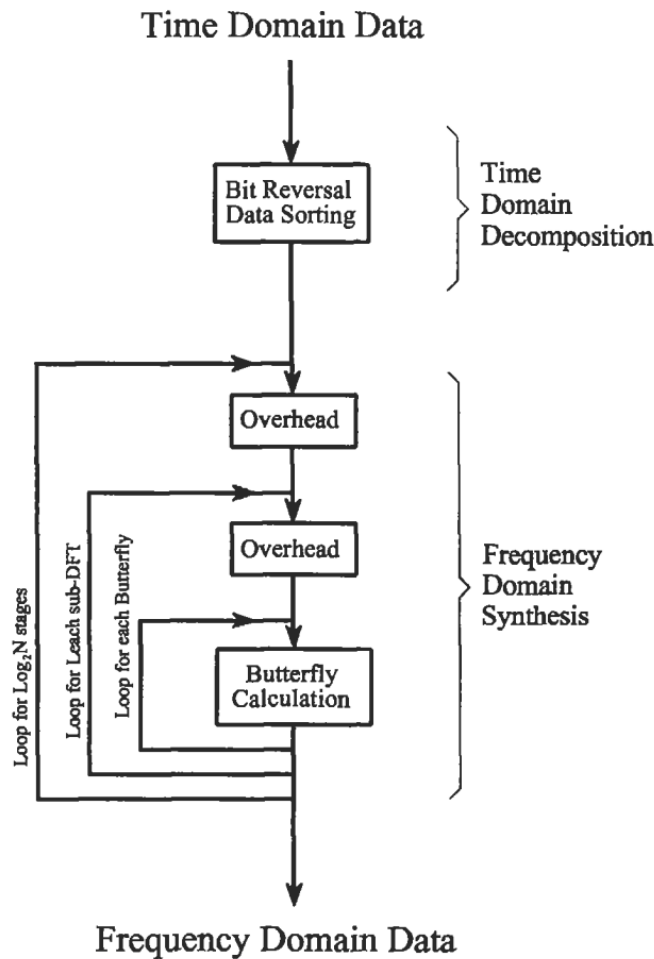 Time Domain Data
Bit Reversal
Data Sorting
Time
Domain
Decomposition
Overhead
Overhead
Loop for Log₂N stages
Loop for Leach sub-DFT
Loop for each Butterfly
Butterfly
Calculation
Frequency
Domain
Synthesis
Frequency Domain Data